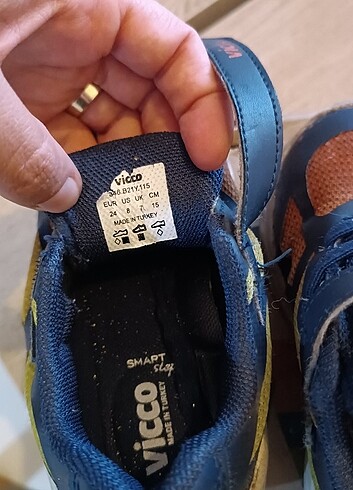 vicco
vicco
346.B21Y.115
EUR US UK CM
24 8 7 15
MADE IN TURKEY
SMART
vicco
MADE IN TURKEY